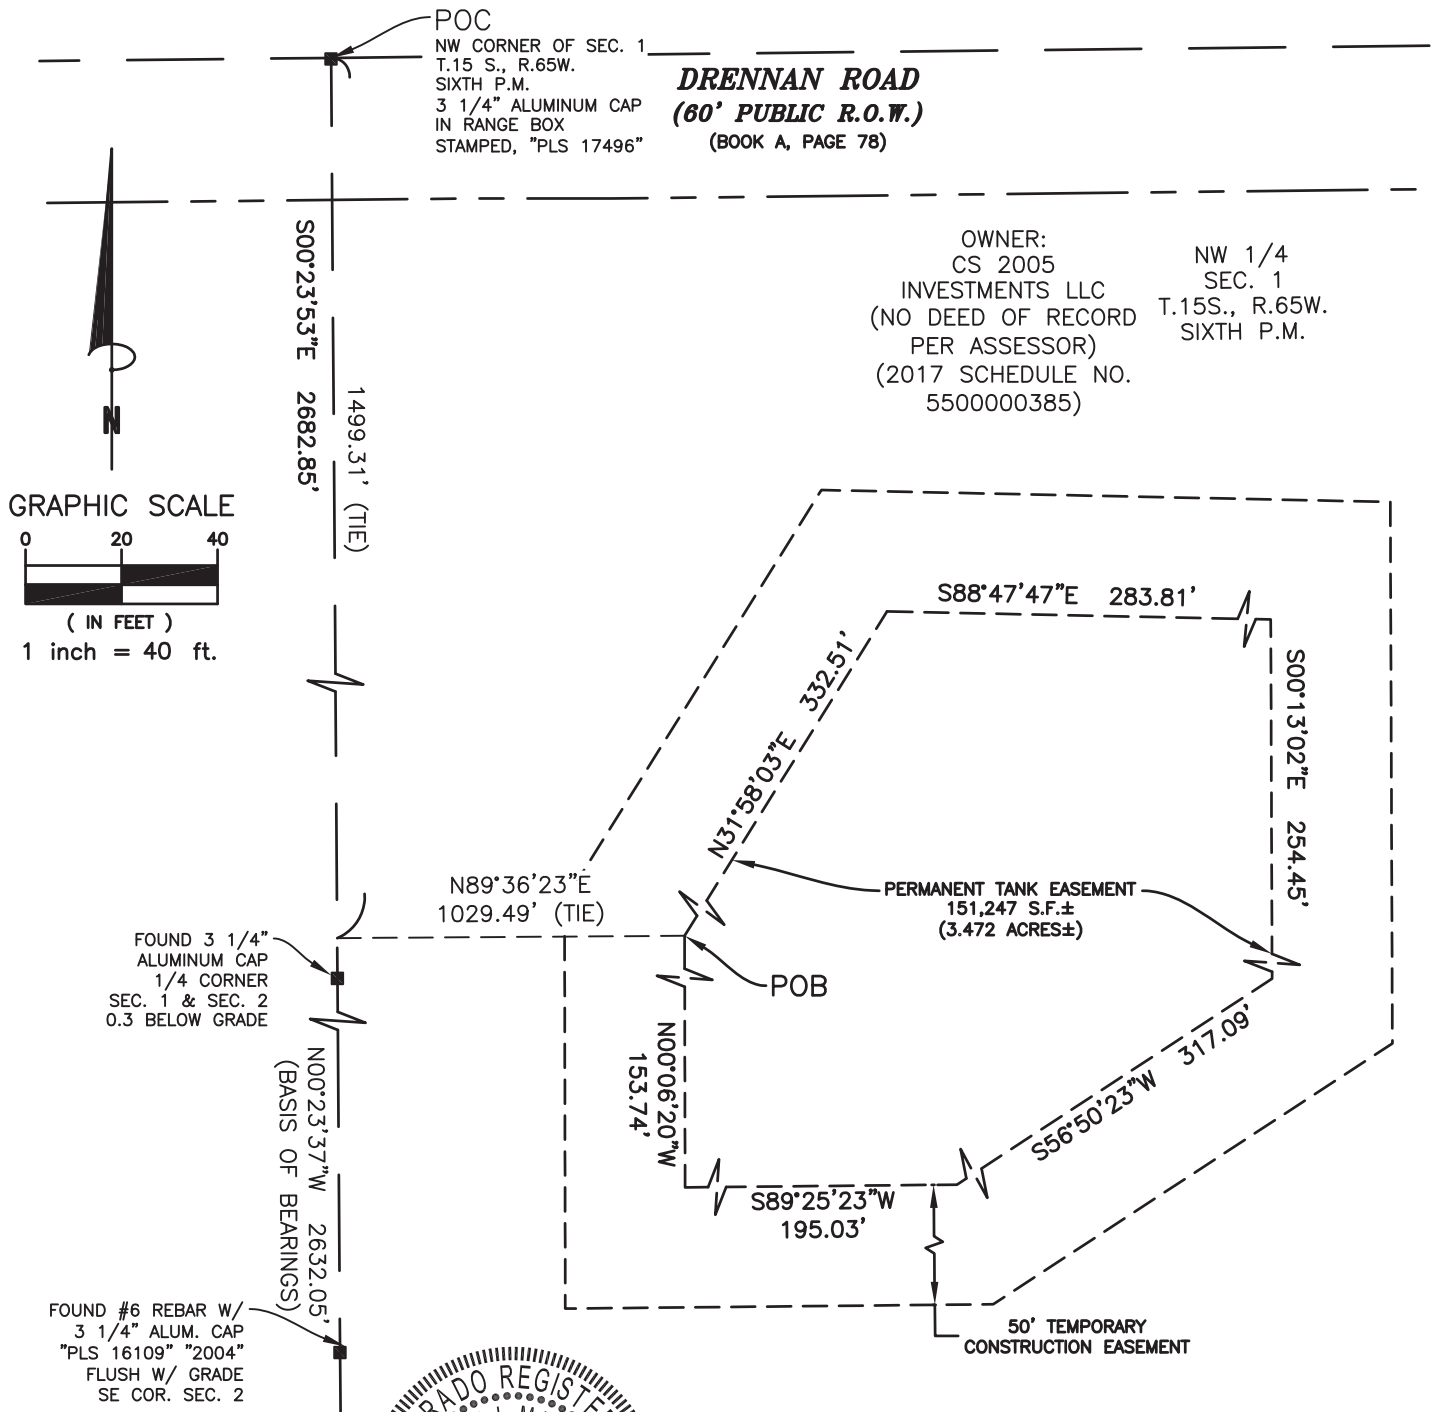 POC
NW CORNER OF SEC. 1
T.15 S., R.65W.
SIXTH P.M.
3 1/4" ALUMINUM CAP
IN RANGE BOX
STAMPED, "PLS 17496"
DRENNAN ROAD
(60' PUBLIC R.O.W.)
(BOOK A, PAGE 78)
S00°23'53"E 2682.85'
1499.31' (TIE)
OWNER:
CS 2005
INVESTMENTS LLC
(NO DEED OF RECORD
PER ASSESSOR)
(2017 SCHEDULE NO.
5500000385)
NW 1/4
SEC. 1
T.15S., R.65W.
SIXTH P.M.
N
GRAPHIC SCALE
0 20 40
( IN FEET )
1 inch = 40 ft.
S88°47'47"E 283.81'
N31°58'03"E 332.51'
S00°13'02"E 254.45'
N89°36'23"E
1029.49' (TIE)
PERMANENT TANK EASEMENT
151,247 S.F.±
(3.472 ACRES±)
FOUND 3 1/4"
ALUMINUM CAP
1/4 CORNER
SEC. 1 & SEC. 2
0.3 BELOW GRADE
POB
N00°06'20"W
153.74'
S56°50'23"W 317.09'
S89°25'23"W
195.03'
N00°23'37"W 2632.05'
(BASIS OF BEARINGS)
FOUND #6 REBAR W/
3 1/4" ALUM. CAP
"PLS 16109" "2004"
FLUSH W/ GRADE
SE COR. SEC. 2
50' TEMPORARY
CONSTRUCTION EASEMENT
RADO REGISTE